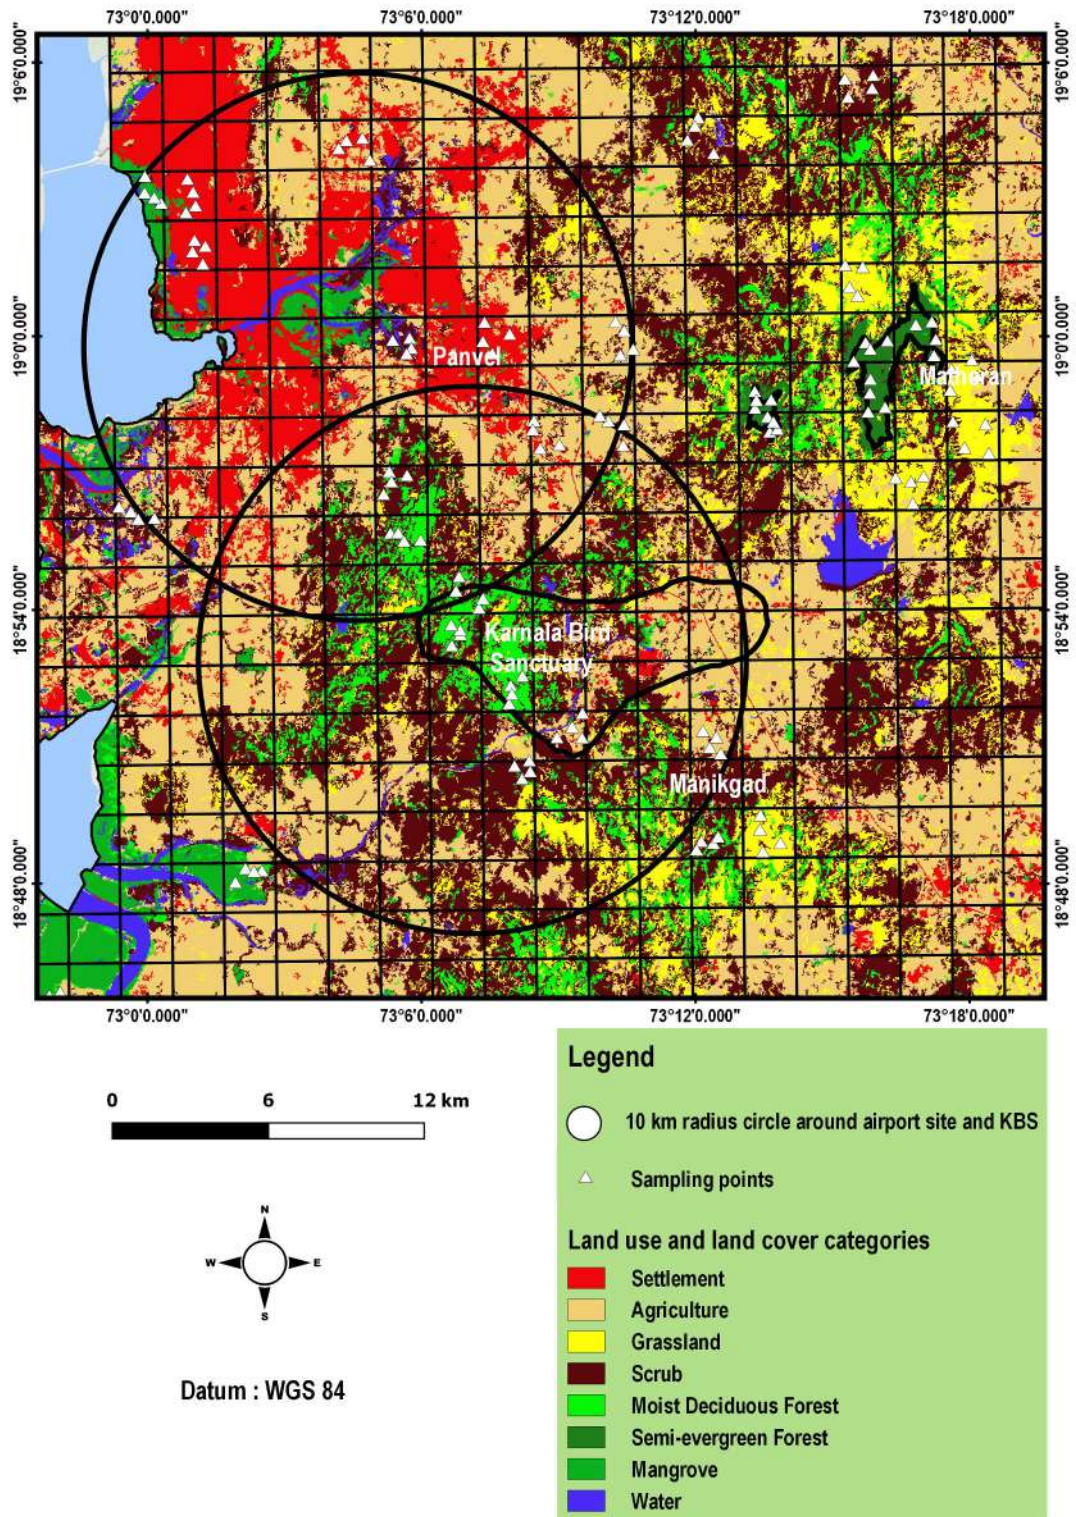 73°0'0.000" 73°6'0.000" 73°12'0.000" 73°18'0.000"
19°6'0.000" 19°6'0.000"
19°0'0.000" 19°0'0.000"
Panvel
Matheran
18°54'0.000" 18°54'0.000"
Karnala Bird
Sanctuary
Manikgad
18°48'0.000" 18°48'0.000"
73°0'0.000" 73°6'0.000" 73°12'0.000" 73°18'0.000"
0 6 12 km
N
W E
S
Datum : WGS 84
Legend
10 km radius circle around airport site and KBS
Sampling points
Land use and land cover categories
Settlement
Agriculture
Grassland
Scrub
Moist Deciduous Forest
Semi-evergreen Forest
Mangrove
Water